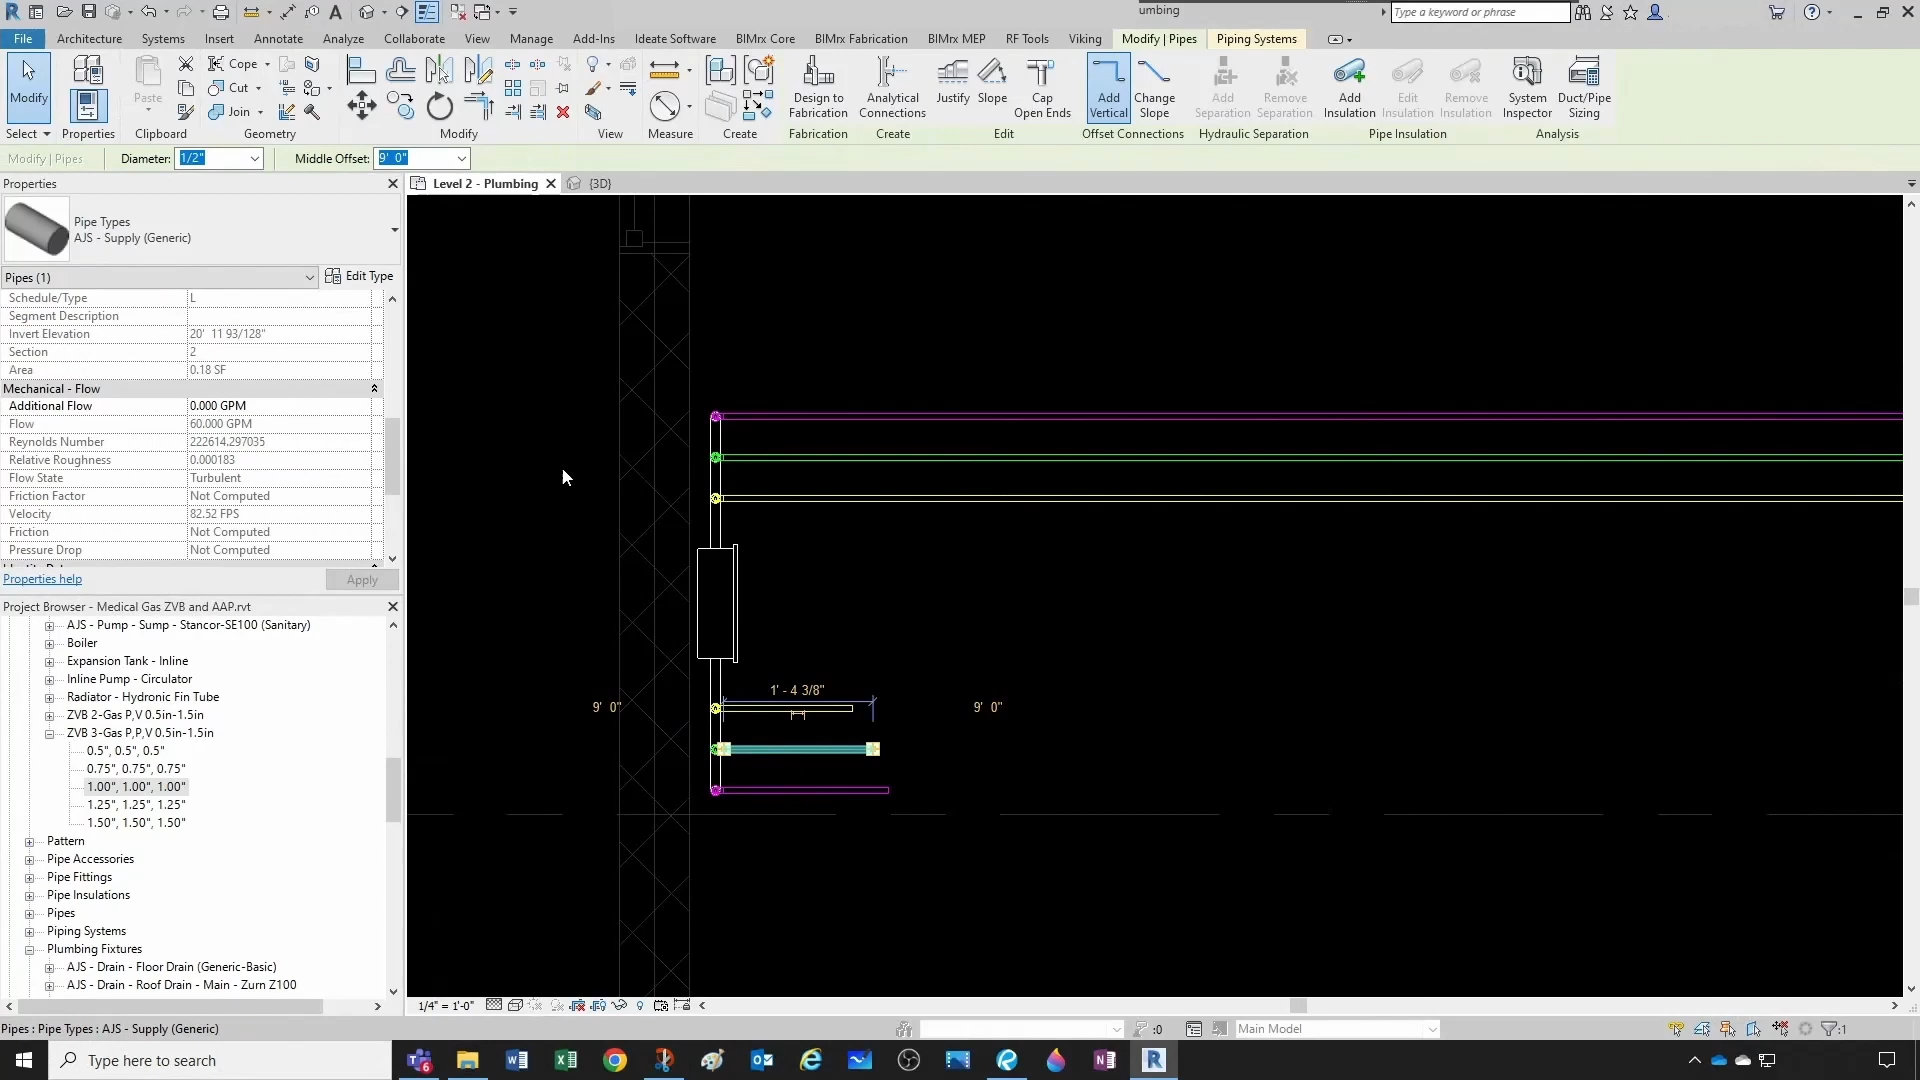 umbing
Type a keyword or phrase
File Architecture Systems Insert Annotate Analyze Collaborate View Manage Add-Ins Ideate Software BIMrx Core BIMrx Fabrication BIMrx MEP RF Tools Viking Modify | Pipes Piping Systems
Modify
Paste
Cope
Cut
Join
Design to Fabrication
Analytical Connections
Justify
Slope
Cap Open Ends
Add Vertical
Change Slope
Add Separation
Remove Separation
Add Insulation
Edit Insulation
Remove Insulation
System Inspector
Duct/Pipe Sizing
Select Properties Clipboard Geometry Modify View Measure Create Fabrication Create Edit Offset Connections Hydraulic Separation Pipe Insulation Analysis
Modify | Pipes Diameter: 1/2" Middle Offset: 9' 0"
Properties
Level 2 - Plumbing
{3D}
Pipe Types
AJS - Supply (Generic)
Pipes (1) Edit Type
Schedule/Type L
Segment Description
Invert Elevation 20' 11 93/128"
Section 2
Area 0.18 SF
Mechanical - Flow
Additional Flow 0.000 GPM
Flow 60.000 GPM
Reynolds Number 222614.297035
Relative Roughness 0.000183
Flow State Turbulent
Friction Factor Not Computed
Velocity 82.52 FPS
Friction Not Computed
Pressure Drop Not Computed
Properties help Apply
Project Browser - Medical Gas ZVB and AAP.rvt
AJS - Pump - Sump - Stancor-SE100 (Sanitary)
Boiler
Expansion Tank - Inline
Inline Pump - Circulator
Radiator - Hydronic Fin Tube
ZVB 2-Gas P,V 0.5in-1.5in
ZVB 3-Gas P,P,V 0.5in-1.5in
0.5", 0.5", 0.5"
0.75", 0.75", 0.75"
1.00", 1.00", 1.00"
1.25", 1.25", 1.25"
1.50", 1.50", 1.50"
Pattern
Pipe Accessories
Pipe Fittings
Pipe Insulations
Pipes
Piping Systems
Plumbing Fixtures
AJS - Drain - Floor Drain (Generic-Basic)
AJS - Drain - Roof Drain - Main - Zurn Z100
1' - 4 3/8"
9' 0"
9' 0"
1/4" = 1'-0"
Pipes : Pipe Types : AJS - Supply (Generic)
:0
Main Model
:1
Type here to search
6